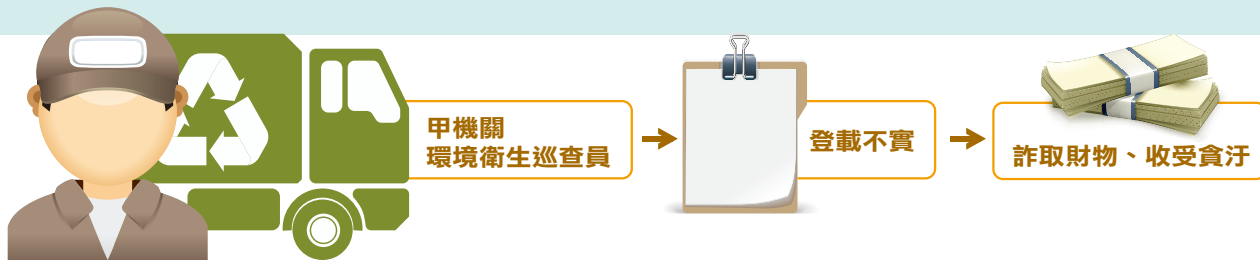 甲機關
環境衛生巡查員
登載不實
詐取財物、收受貪汙